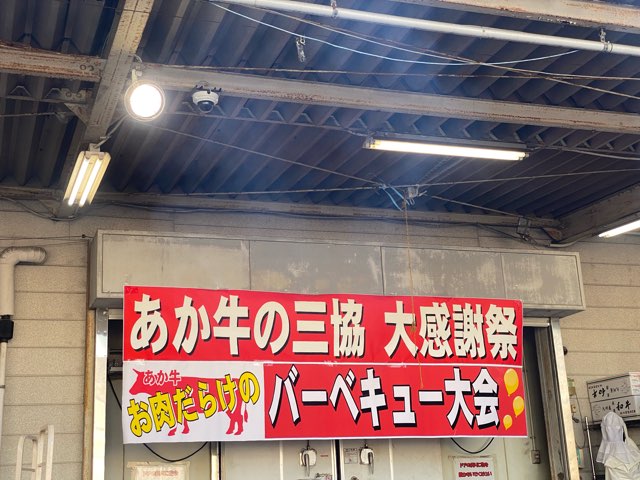 あか牛の三協 大感謝祭
あか牛
お肉だらけの
バーベキュー大会